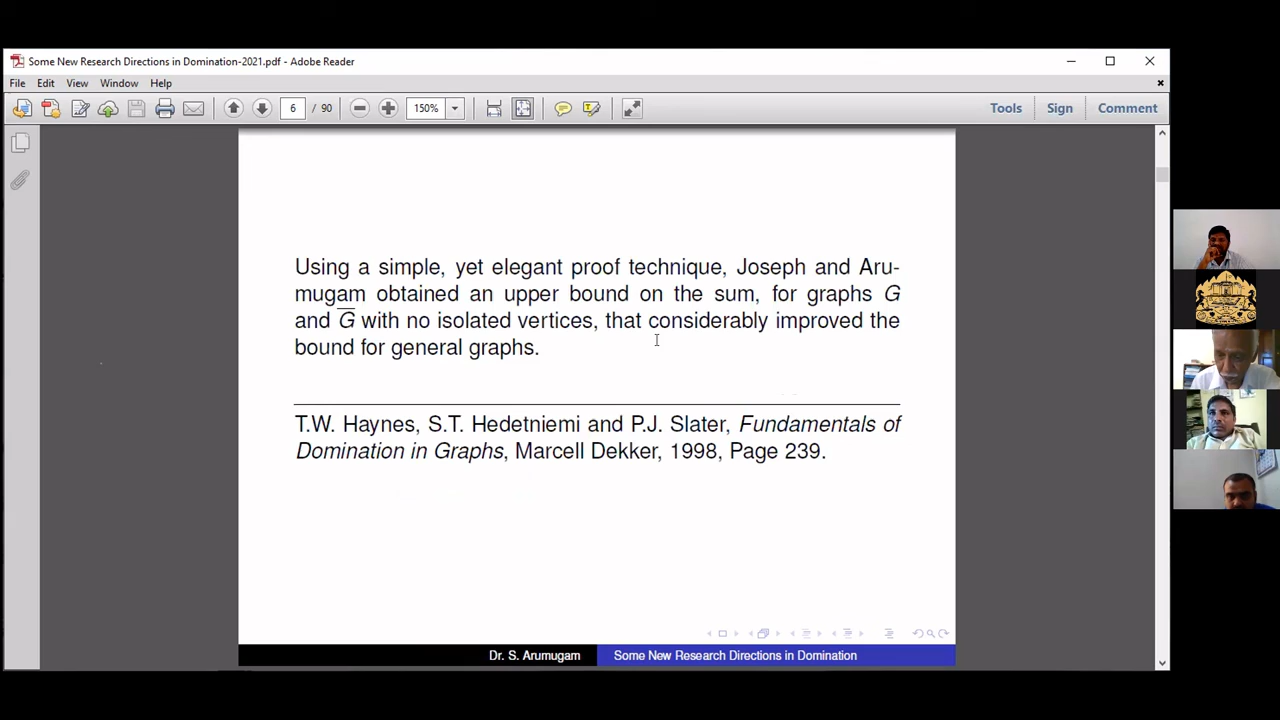 Some New Research Directions in Domination-2021.pdf - Adobe Reader
File Edit View Window Help
6 / 90 150% Tools Sign Comment
Using a simple, yet elegant proof technique, Joseph and Aru-
mugam obtained an upper bound on the sum, for graphs G
and G̅ with no isolated vertices, that considerably improved the
bound for general graphs.
T.W. Haynes, S.T. Hedetniemi and P.J. Slater, Fundamentals of
Domination in Graphs, Marcell Dekker, 1998, Page 239.
Dr. S. Arumugam Some New Research Directions in Domination